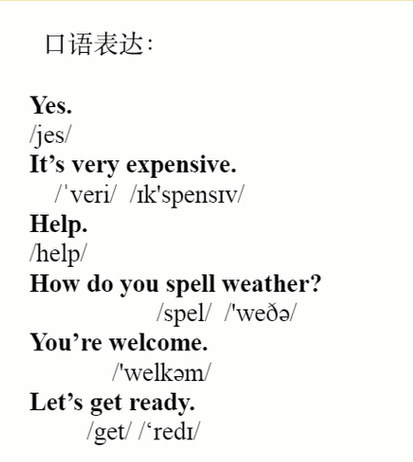 口语表达：
Yes.
/jes/
It’s very expensive.
/ˈveri/ /ɪk'spensɪv/
Help.
/help/
How do you spell weather?
/spel/ /'weðə/
You’re welcome.
/'welkəm/
Let’s get ready.
/get/ /‘redɪ/